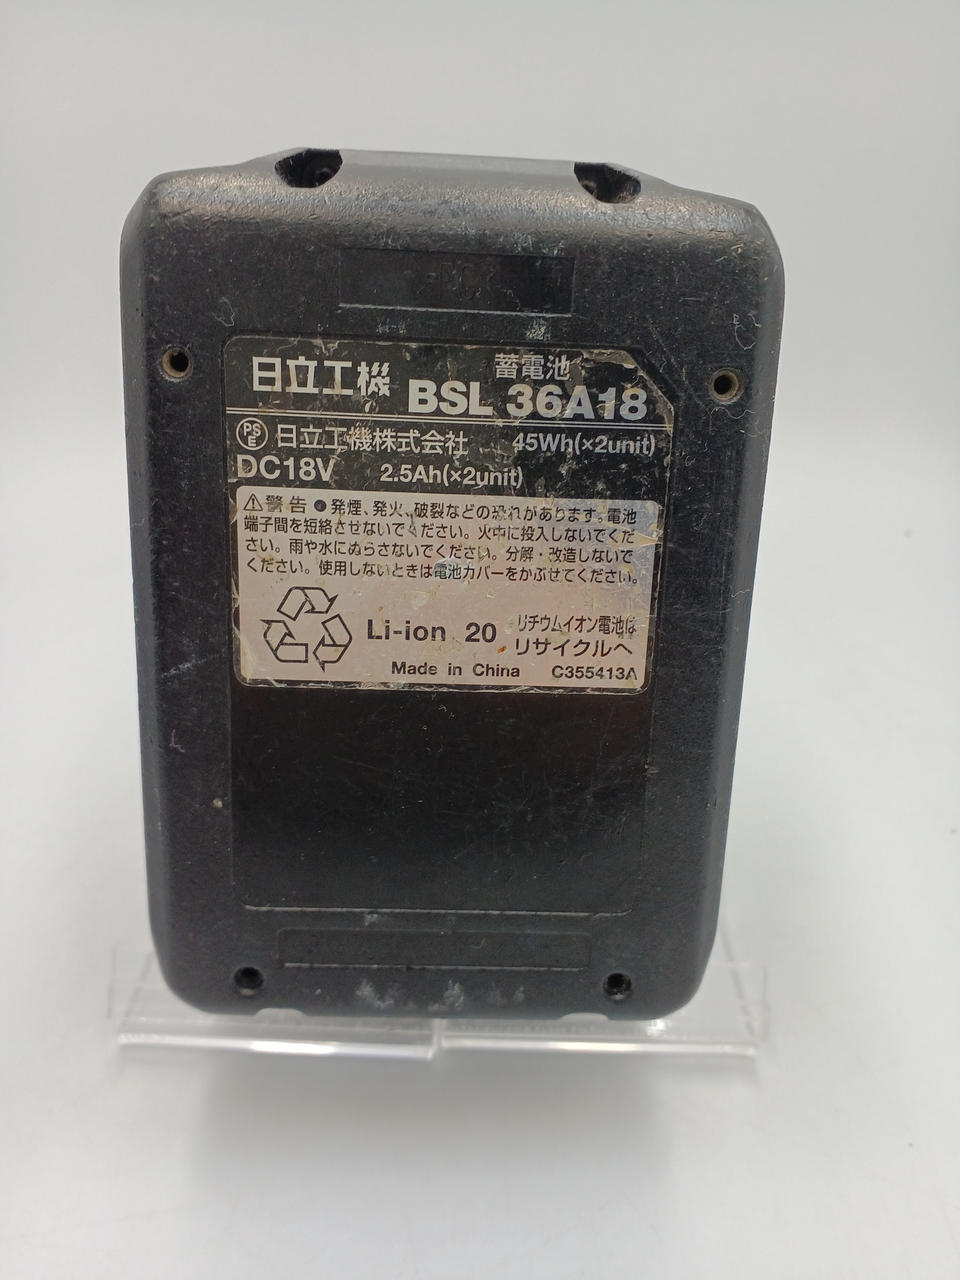 蓄電池
日立工機 BSL 36A18
PS E 日立工機株式会社 45Wh(×2unit)
DC18V 2.5Ah(×2unit)
⚠警告 ●発煙、発火、破裂などの恐れがあります。電池
端子間を短絡させないでください。火中に投入しないでくだ
さい。雨や水にぬらさないでください。分解・改造しないで
ください。使用しないときは電池カバーをかぶせてください。
Li-ion 20 リチウムイオン電池は
リサイクルへ
Made in China C355413A